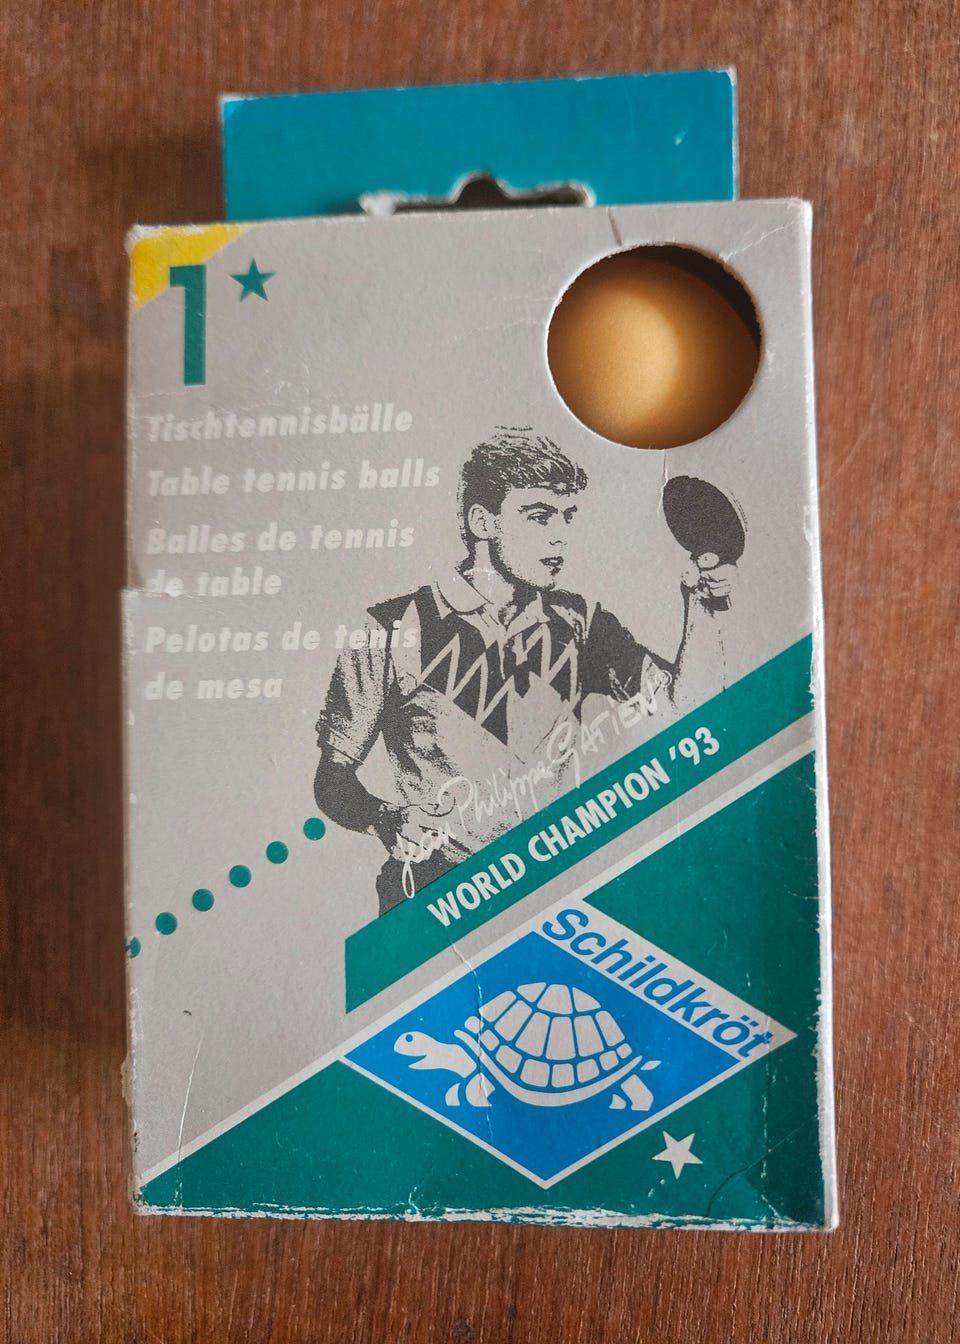 1
Tischtennisbälle
Table tennis balls
Balles de tennis
de table
Pelotas de tenis
de mesa
Jean Philippe GATIEN®
WORLD CHAMPION '93
Schildkröt